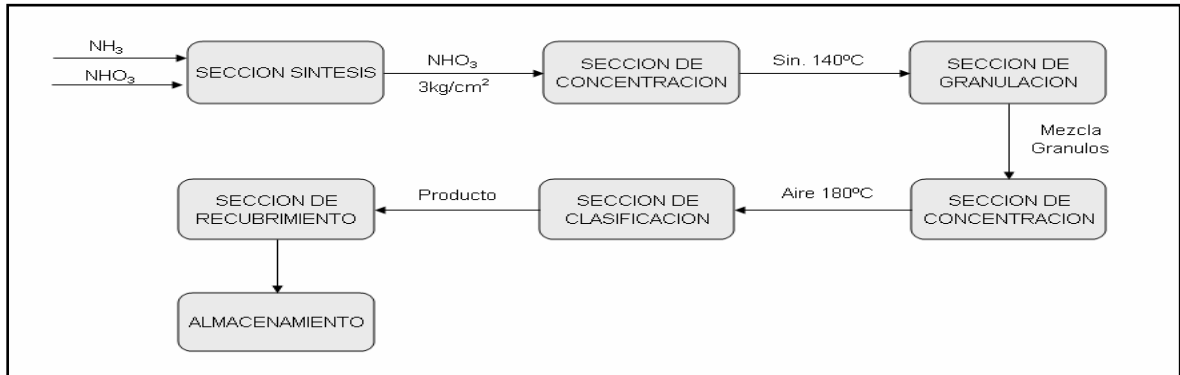 NH₃
NHO₃
SECCION SINTESIS
NHO₃
3kg/cm²
SECCION DE
CONCENTRACION
Sin. 140ºC
SECCION DE
GRANULACION
Mezcla
Granulos
SECCION DE
CONCENTRACION
Aire 180ºC
SECCION DE
CLASIFICACION
Producto
SECCION DE
RECUBRIMIENTO
ALMACENAMIENTO